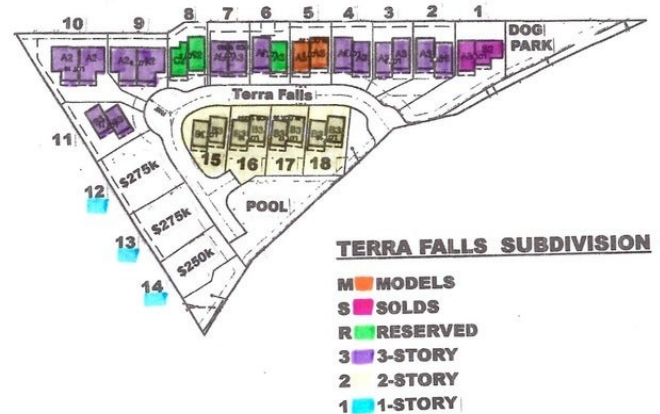 10 9 8 7 6 5 4 3 2 1
DOG
PARK
A2 A3
Terra Falls
11
15 16 17 18
12
$275k
13
$275k
POOL
14
$250k
TERRA FALLS SUBDIVISION
M MODELS
S SOLDS
R RESERVED
3 3-STORY
2 2-STORY
1 1-STORY